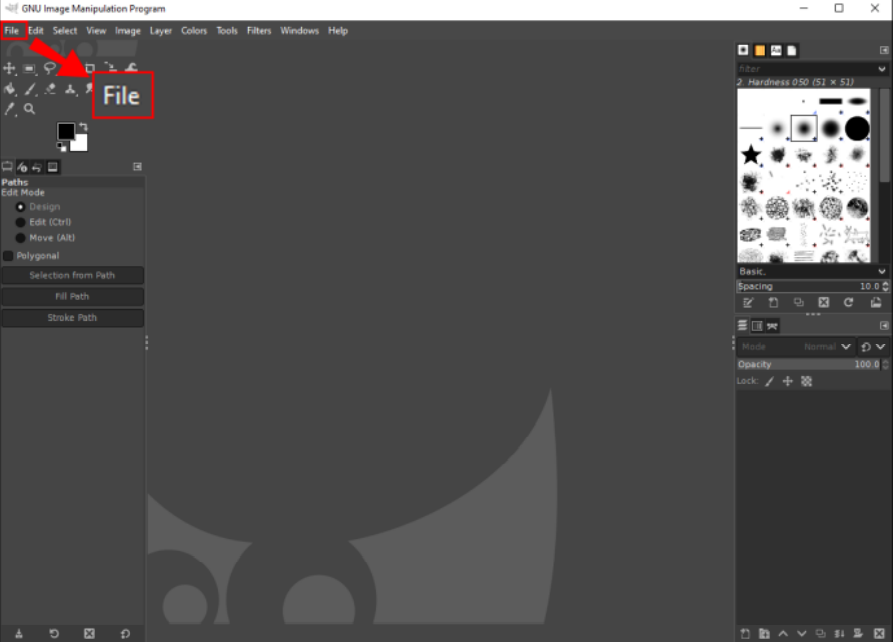 GNU Image Manipulation Program
File Edit Select View Image Layer Colors Tools Filters Windows Help
File
Paths
Edit Mode
Design
Edit (Ctrl)
Move (Alt)
Polygonal
Selection from Path
Fill Path
Stroke Path
filter
2. Hardness 050 (51 × 51)
Basic,
Spacing 10.0
Mode Normal
Opacity 100.0
Lock: